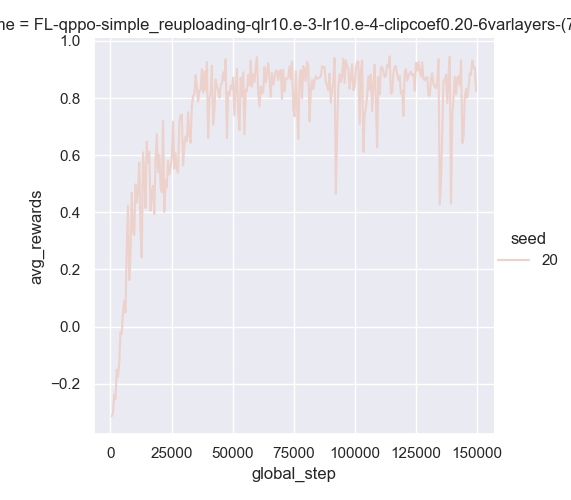 me = FL-qppo-simple_reuploading-qlr10.e-3-lr10.e-4-clipcoef0.20-6varlayers-(7
1.0
0.8
0.6
0.4
0.2
0.0
−0.2
avg_rewards
0 25000 50000 75000 100000 125000 150000
global_step
seed
20